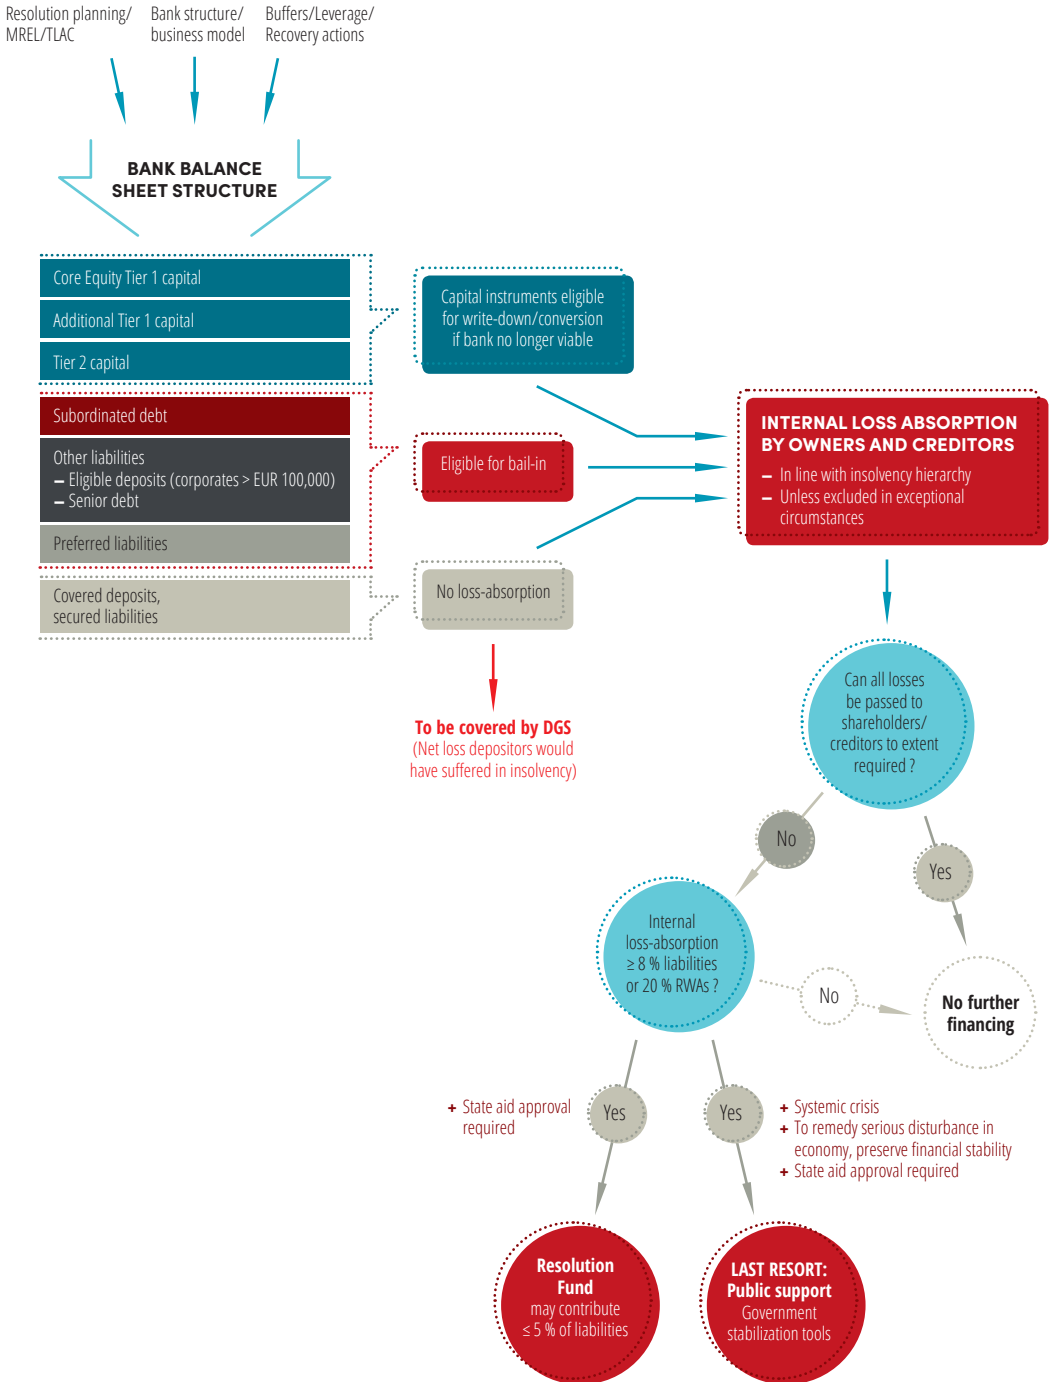 Resolution planning/
MREL/TLAC
Bank structure/
business model
Buffers/Leverage/
Recovery actions
BANK BALANCE
SHEET STRUCTURE
Core Equity Tier 1 capital
Additional Tier 1 capital
Tier 2 capital
Subordinated debt
Other liabilities
– Eligible deposits (corporates > EUR 100,000)
– Senior debt
Preferred liabilities
Covered deposits,
secured liabilities
Capital instruments eligible
for write-down/conversion
if bank no longer viable
Eligible for bail-in
No loss-absorption
To be covered by DGS
(Net loss depositors would
have suffered in insolvency)
INTERNAL LOSS ABSORPTION
BY OWNERS AND CREDITORS
– In line with insolvency hierarchy
– Unless excluded in exceptional
circumstances
Can all losses
be passed to
shareholders/
creditors to extent
required ?
No
Yes
Internal
loss-absorption
≥ 8 % liabilities
or 20 % RWAs ?
No
No further
financing
+ State aid approval
required
Yes
Yes
+ Systemic crisis
+ To remedy serious disturbance in
economy, preserve financial stability
+ State aid approval required
Resolution
Fund
may contribute
≤ 5 % of liabilities
LAST RESORT:
Public support
Government
stabilization tools